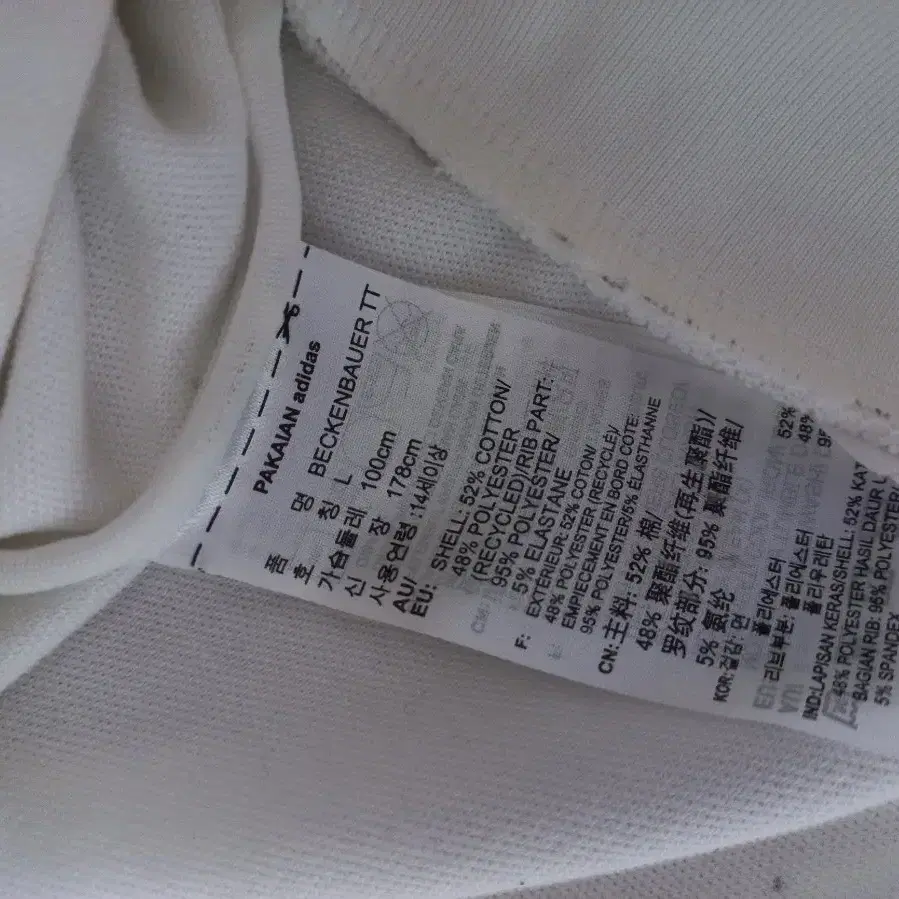 PAKAIAN adidas
품 명 BECKENBAUER TT
호 칭 L
가슴둘레 100cm
신 장 178cm
사용연령 :14세이상
AU/
EU: SHELL: 52% COTTON/
48% POLYESTER
(RECYCLED)/RIB PART:
95% POLYESTER/
5% ELASTANE
F: EXTÉRIEUR: 52% COTON/
48% POLYESTER (RECYCLÉ)/
EMPIECEMENT EN BORD COTE:
95% POLYESTER/5% ELASTHANNE
CN: 主料: 52% 棉/
48% 聚酯纤维(再生聚酯)/
罗纹部分: 95% 聚酯纤维/
5% 氨纶
KOR:겉감: 면 52%
폴리에스터 48%
리브부분: 폴리에스터 95
폴리우레탄
IND:LAPISAN KERAS/SHELL: 52% KAT
48% POLYESTER HASIL DAUR U
BAGIAN RIB: 95% POLYESTER/
5% SPANDEX